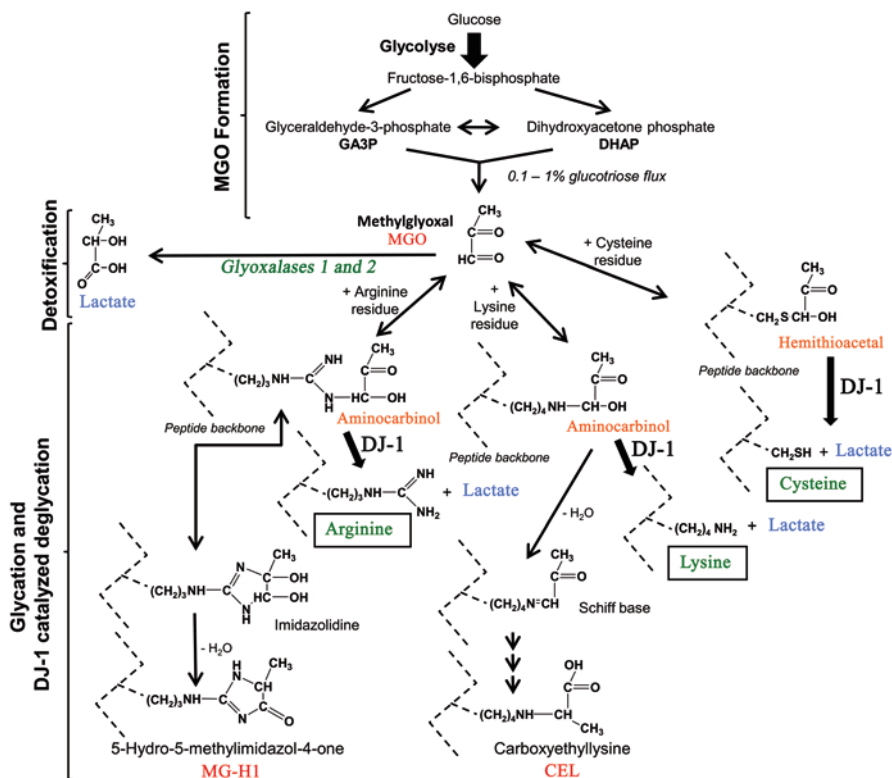 Glucose
Glycolyse
Fructose-1,6-bisphosphate
Glyceraldehyde-3-phosphate
GA3P
Dihydroxyacetone phosphate
DHAP
MGO Formation
0.1 – 1% glucotriose flux
Methylglyoxal
MGO
CH3
C=O
HC=O
Detoxification
CH3
CH–OH
C–OH
O
Lactate
Glyoxalases 1 and 2
+ Arginine
residue
+
Lysine
residue
+ Cysteine
residue
CH3
C=O
CH2S CH–OH
Hemithioacetal
Peptide backbone
DJ-1
CH2SH + Lactate
Cysteine
NH
(CH2)3NH
N
H
HC–OH
C=O
CH3
Aminocarbinol
Peptide backbone
DJ-1
NH
(CH2)3NH
NH2
+ Lactate
Arginine
CH3
C=O
(CH2)4NH–CH–OH
Aminocarbinol
Peptide backbone
DJ-1
(CH2)4 NH2 + Lactate
Lysine
- H2O
Glycation and
DJ-1 catalyzed deglycation
CH3
N
C–OH
HC–OH
N
H
(CH2)3NH
Imidazolidine
- H2O
H
N
CH3
CH
C
O
N
(CH2)3NH
5-Hydro-5-methylimidazol-4-one
MG-H1
CH3
C=O
(CH2)4N=CH
Schiff base
OH
C=O
(CH2)4NH
CH
CH3
Carboxyethyllysine
CEL